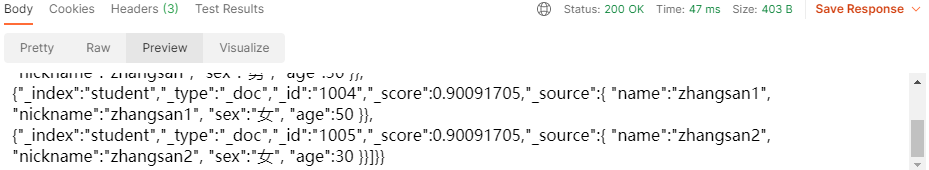 Body Cookies Headers (3) Test Results Status: 200 OK Time: 47 ms Size: 403 B Save Response
Pretty Raw Preview Visualize
"nickname":"zhangsan", "sex":"男", "age":30 }},
{"_index":"student","_type":"_doc","_id":"1004","_score":0.90091705,"_source":{ "name":"zhangsan1",
"nickname":"zhangsan1", "sex":"女", "age":50 }},
{"_index":"student","_type":"_doc","_id":"1005","_score":0.90091705,"_source":{ "name":"zhangsan2",
"nickname":"zhangsan2", "sex":"女", "age":30 }}]}}